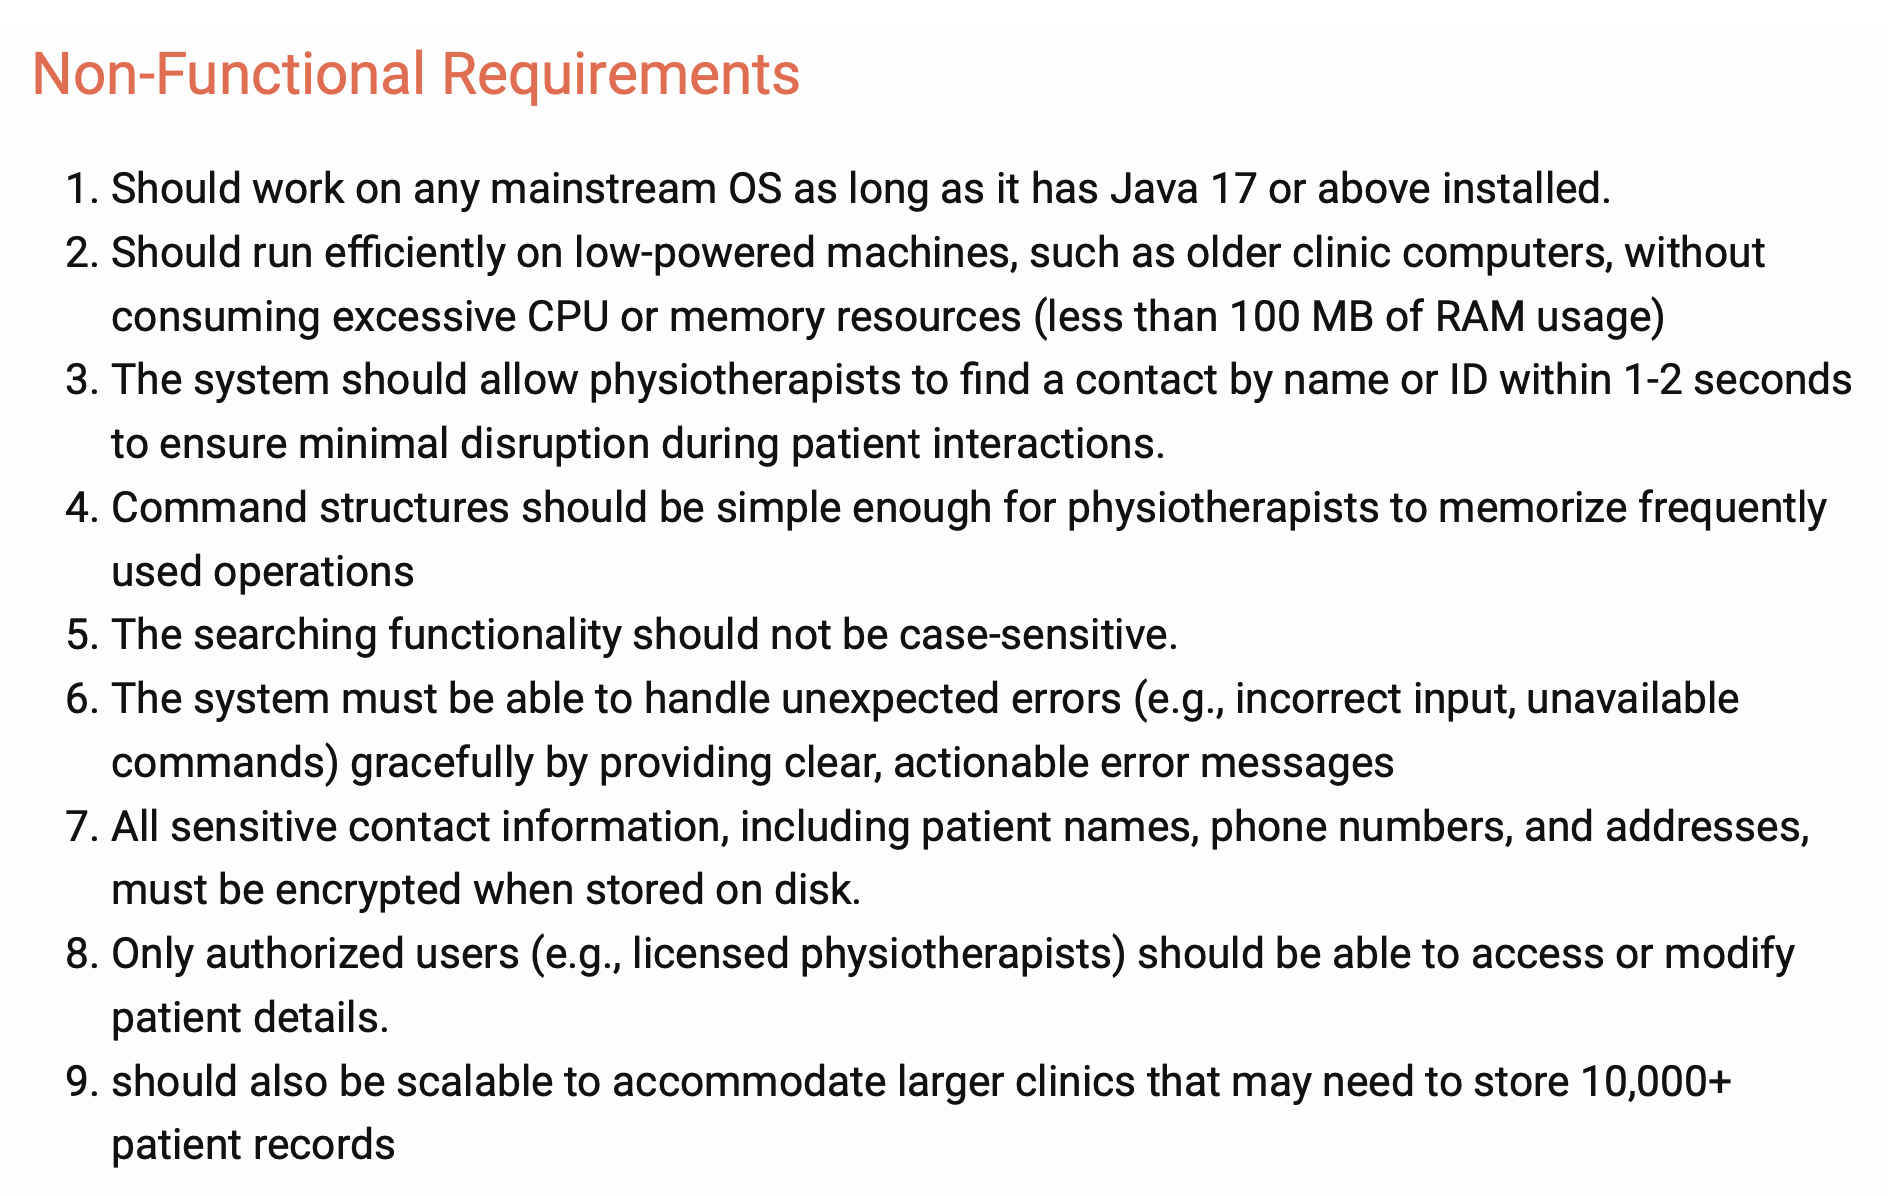 Non-Functional Requirements
1. Should work on any mainstream OS as long as it has Java 17 or above installed.
2. Should run efficiently on low-powered machines, such as older clinic computers, without
consuming excessive CPU or memory resources (less than 100 MB of RAM usage)
3. The system should allow physiotherapists to find a contact by name or ID within 1-2 seconds
to ensure minimal disruption during patient interactions.
4. Command structures should be simple enough for physiotherapists to memorize frequently
used operations
5. The searching functionality should not be case-sensitive.
6. The system must be able to handle unexpected errors (e.g., incorrect input, unavailable
commands) gracefully by providing clear, actionable error messages
7. All sensitive contact information, including patient names, phone numbers, and addresses,
must be encrypted when stored on disk.
8. Only authorized users (e.g., licensed physiotherapists) should be able to access or modify
patient details.
9. should also be scalable to accommodate larger clinics that may need to store 10,000+
patient records